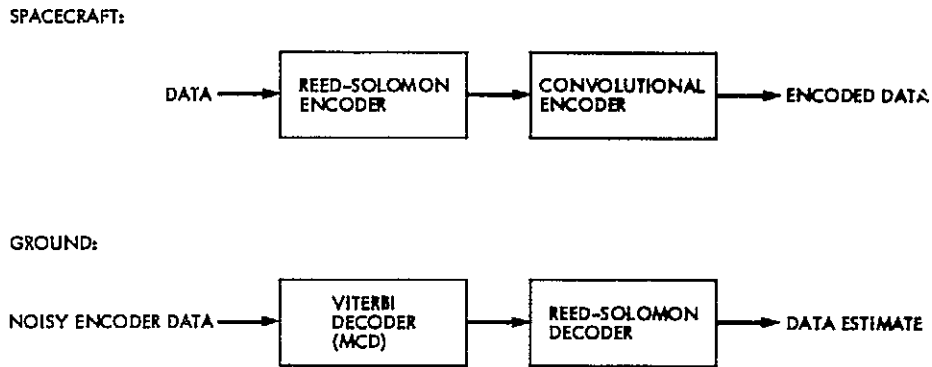 SPACECRAFT:
DATA
REED-SOLOMON
ENCODER
CONVOLUTIONAL
ENCODER
ENCODED DATA
GROUND:
NOISY ENCODER DATA
VITERBI
DECODER
(MCD)
REED-SOLOMON
DECODER
DATA ESTIMATE